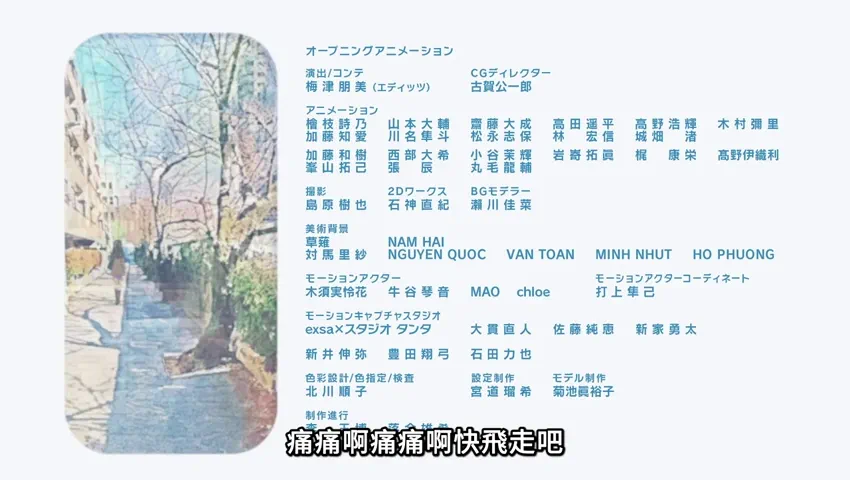 オープニングアニメーション
演出/コンテ CGディレクター
梅津朋美（エディッツ） 古賀公一郎
アニメーション
檜枝詩乃 山本大輔 齋藤大成 高田遥平 高野浩輝 木村彌里
加藤知愛 川名隼斗 松永志保 林 宏信 城畑 渚
加藤和樹 西部大希 小谷茉輝 岩嵜拓眞 梶 康栄 髙野伊織利
峯山拓己 張 辰 丸毛龍輔
撮影 2Dワークス BGモデラー
島原樹也 石神直紀 瀬川佳菜
美術背景
草薙 NAM HAI
対馬里紗 NGUYEN QUOC VAN TOAN MINH NHUT HO PHUONG
モーションアクター モーションアクターコーディネート
木須実怜花 牛谷琴音 MAO chloe 打上隼己
モーションキャプチャスタジオ
exsa×スタジオ タンタ 大貫直人 佐藤純恵 新家勇太
新井伸弥 豊田翔弓 石田力也
色彩設計/色指定/検査 設定制作 モデル制作
北川順子 宮道瑠希 菊池眞裕子
制作進行
痛痛啊痛痛啊快飛走吧